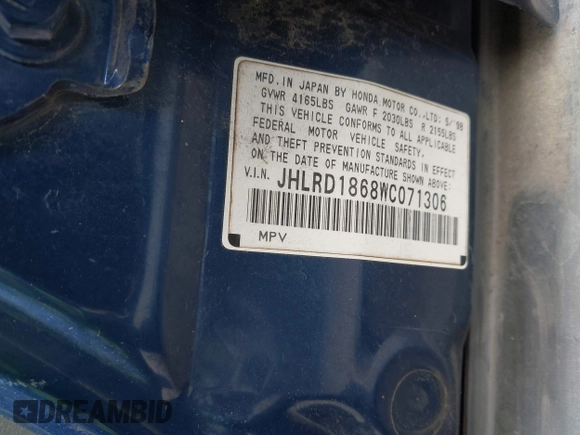 MFD. IN JAPAN BY HONDA MOTOR CO., LTD. 5/'98
GVWR 4165LBS GAWR F 2030LBS R 2155LBS
THIS VEHICLE CONFORMS TO ALL APPLICABLE
FEDERAL MOTOR VEHICLE SAFETY,
AND THEFT PREVENTION STANDARDS IN EFFECT
ON THE DATE OF MANUFACTURE SHOWN ABOVE:
V.I.N. JHLRD1868WC071306
MPV
DREAMBID